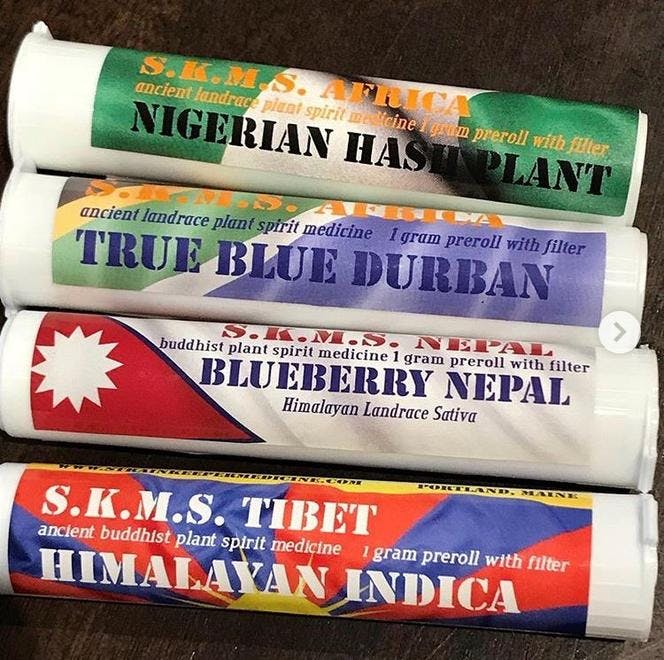 S.K.M.S. AFRICA
ancient landrace plant spirit medicine 1 gram preroll with filter
NIGERIAN HASH PLANT
S.K.M.S. AFRICA
ancient landrace plant spirit medicine 1 gram preroll with filter
TRUE BLUE DURBAN
S.K.M.S. NEPAL
buddhist plant spirit medicine 1 gram preroll with filter
BLUEBERRY NEPAL
Himalayan Landrace Sativa
PORTLAND, MAINE
S.K.M.S. TIBET
ancient buddhist plant spirit medicine 1 gram preroll with filter
HIMALAYAN INDICA